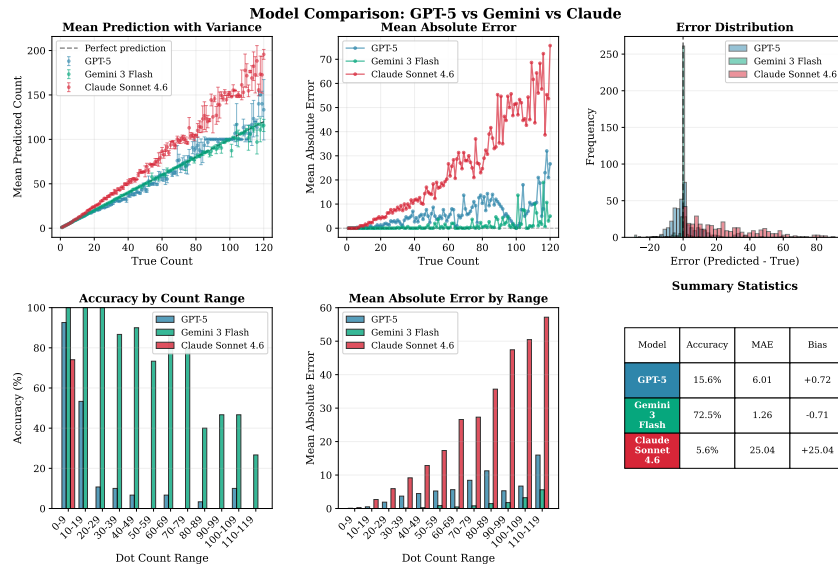 Model Comparison: GPT-5 vs Gemini vs Claude
Mean Prediction with Variance
Perfect prediction
GPT-5
Gemini 3 Flash
Claude Sonnet 4.6
200
150
100
50
0
Mean Predicted Count
0 20 40 60 80 100 120
True Count
Mean Absolute Error
GPT-5
Gemini 3 Flash
Claude Sonnet 4.6
70
60
50
40
30
20
10
0
Mean Absolute Error
0 20 40 60 80 100 120
True Count
Error Distribution
GPT-5
Gemini 3 Flash
Claude Sonnet 4.6
250
200
150
100
50
0
Frequency
−20 0 20 40 60 80
Error (Predicted - True)
Accuracy by Count Range
GPT-5
Gemini 3 Flash
Claude Sonnet 4.6
100
80
60
40
20
0
Accuracy (%)
0-9 10-19 20-29 30-39 40-49 50-59 60-69 70-79 80-89 90-99 100-109 110-119
Dot Count Range
Mean Absolute Error by Range
GPT-5
Gemini 3 Flash
Claude Sonnet 4.6
60
50
40
30
20
10
0
Mean Absolute Error
0-9 10-19 20-29 30-39 40-49 50-59 60-69 70-79 80-89 90-99 100-109 110-119
Dot Count Range
Summary Statistics
Model Accuracy MAE Bias
GPT-5 15.6% 6.01 +0.72
Gemini
3 72.5% 1.26 -0.71
Flash
Claude
Sonnet 5.6% 25.04 +25.04
4.6